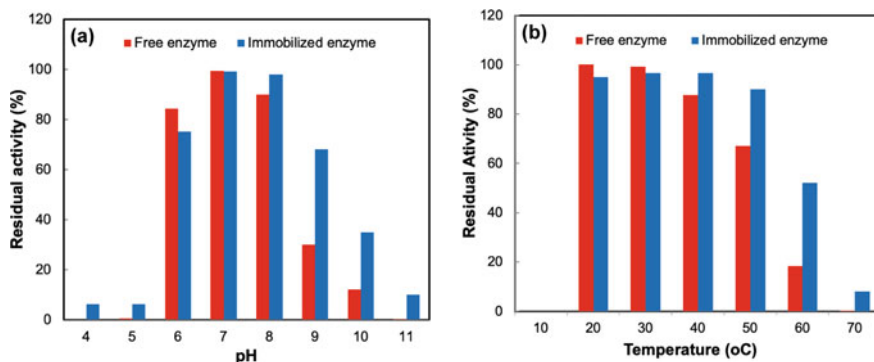 (a)
Free enzyme Immobilized enzyme
Residual activity (%)
120
100
80
60
40
20
0
4 5 6 7 8 9 10 11
pH
(b)
Free enzyme Immobilized enzyme
Residual Ativity (%)
120
100
80
60
40
20
0
10 20 30 40 50 60 70
Temperature (oC)